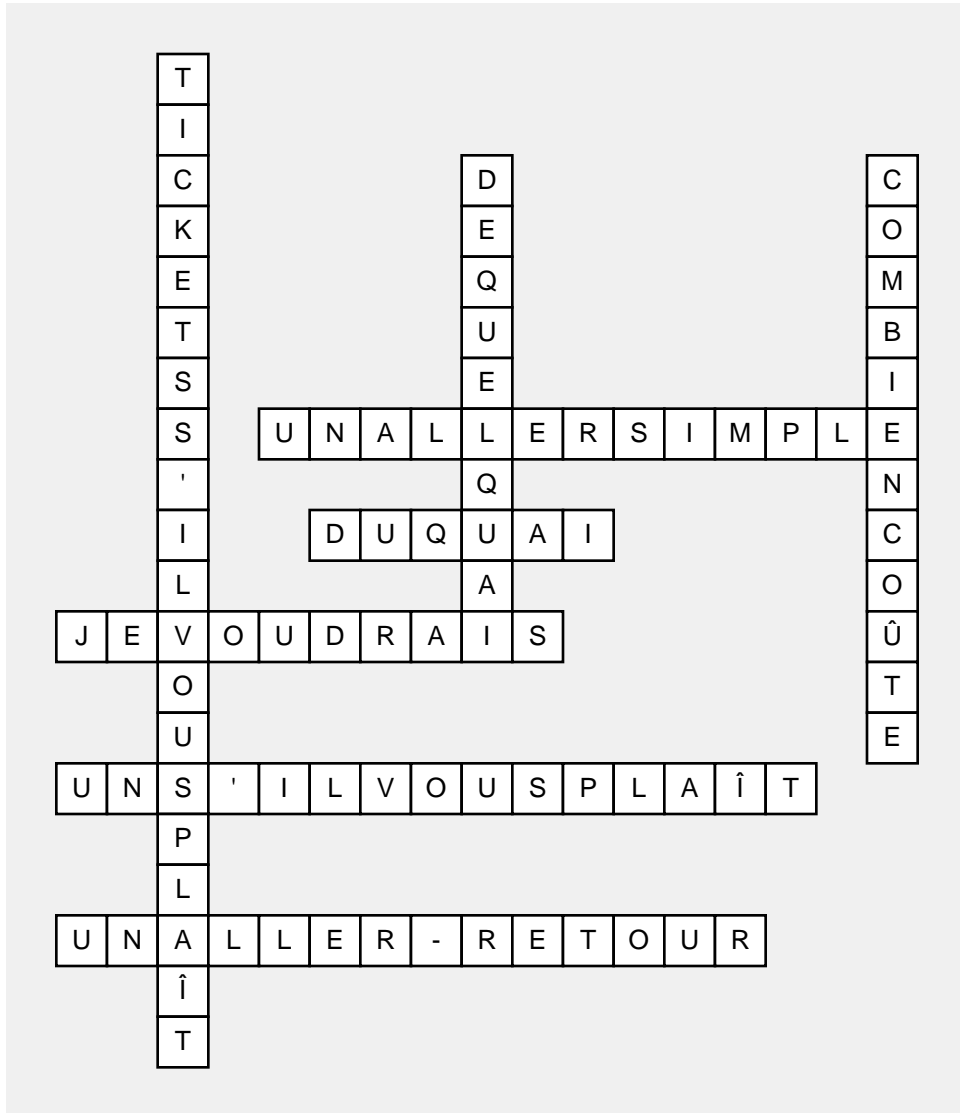 TICKETSS'ILVOUSPLAÎT
DEQUELQUAI
COMBIENCOÛTE
UNALLERSIMPLE
DUQUAI
JEVOUDRAIS
UNS'ILVOUSPLAÎT
UNALLER-RETOUR